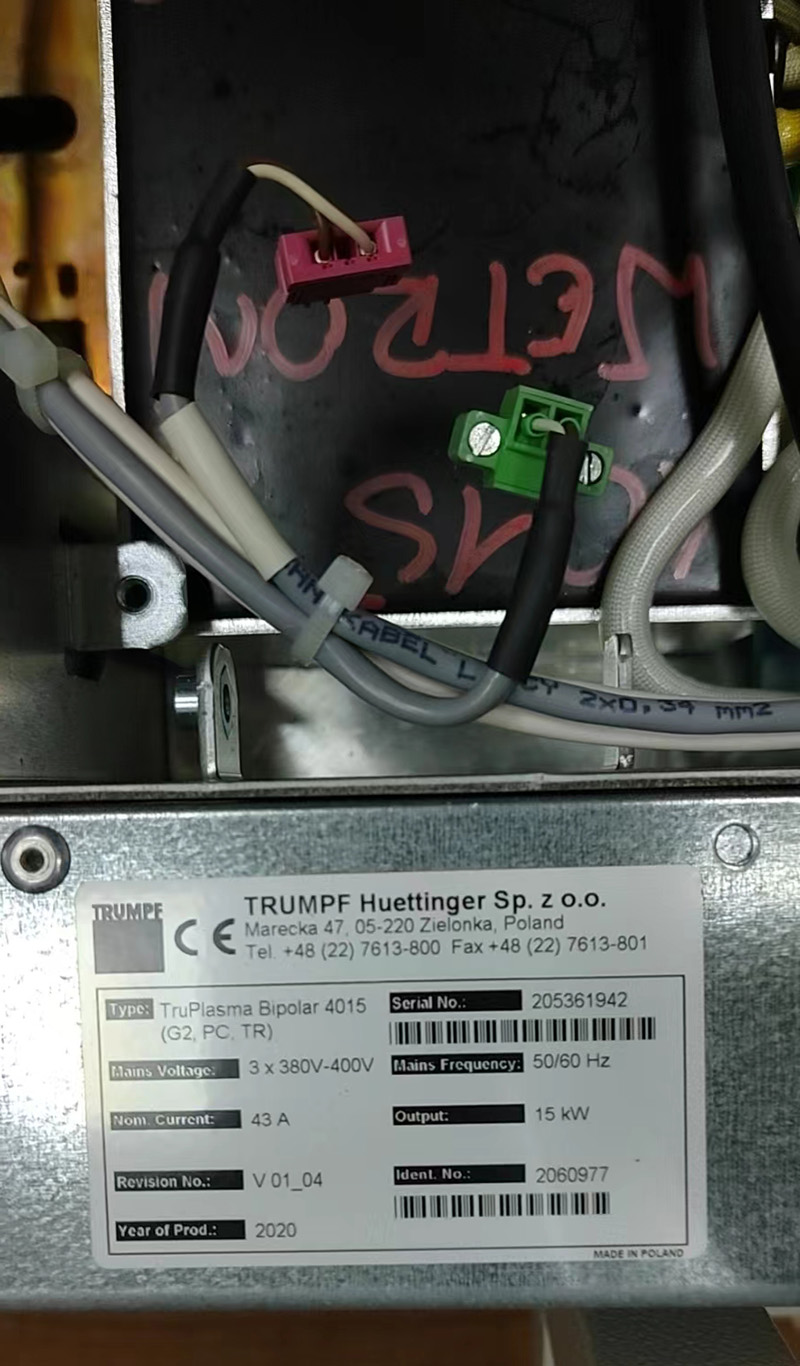 KABEL L CY 2x0,34 mm2
TRUMPF
CE
TRUMPF Huettinger Sp. z o.o.
Marecka 47, 05-220 Zielonka, Poland
Tel. +48 (22) 7613-800 Fax +48 (22) 7613-801
Type: TruPlasma Bipolar 4015
(G2, PC, TR)
Serial No.: 205361942
Mains Voltage: 3 x 380V-400V
Mains Frequency: 50/60 Hz
Nom. Current: 43 A
Output: 15 kW
Revision No.: V 01_04
Ident. No.: 2060977
Year of Prod.: 2020
MADE IN POLAND